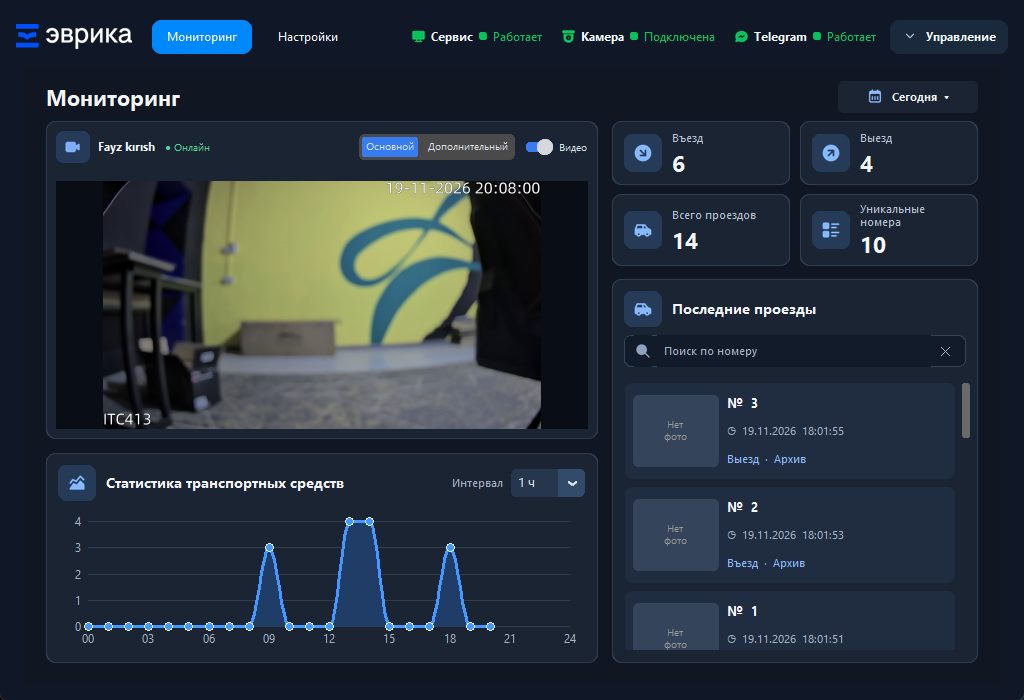 эврика
Мониторинг
Настройки
Сервис
Работает
Камера
Подключена
Telegram
Работает
Управление
Мониторинг
Сегодня
Fayz kırısh
Онлайн
Основной
Дополнительный
Видео
19-11-2026 20:08:00
ITC413
Въезд
6
Выезд
4
Всего проездов
14
Уникальные
номера
10
Последние проезды
Поиск по номеру
№ 3
Нет
фото
19.11.2026 18:01:55
Выезд · Архив
№ 2
Нет
фото
19.11.2026 18:01:53
Въезд · Архив
№ 1
Нет
фото
19.11.2026 18:01:51
Статистика транспортных средств
Интервал
1 ч
4
3
2
1
0
00 03 06 09 12 15 18 21 24